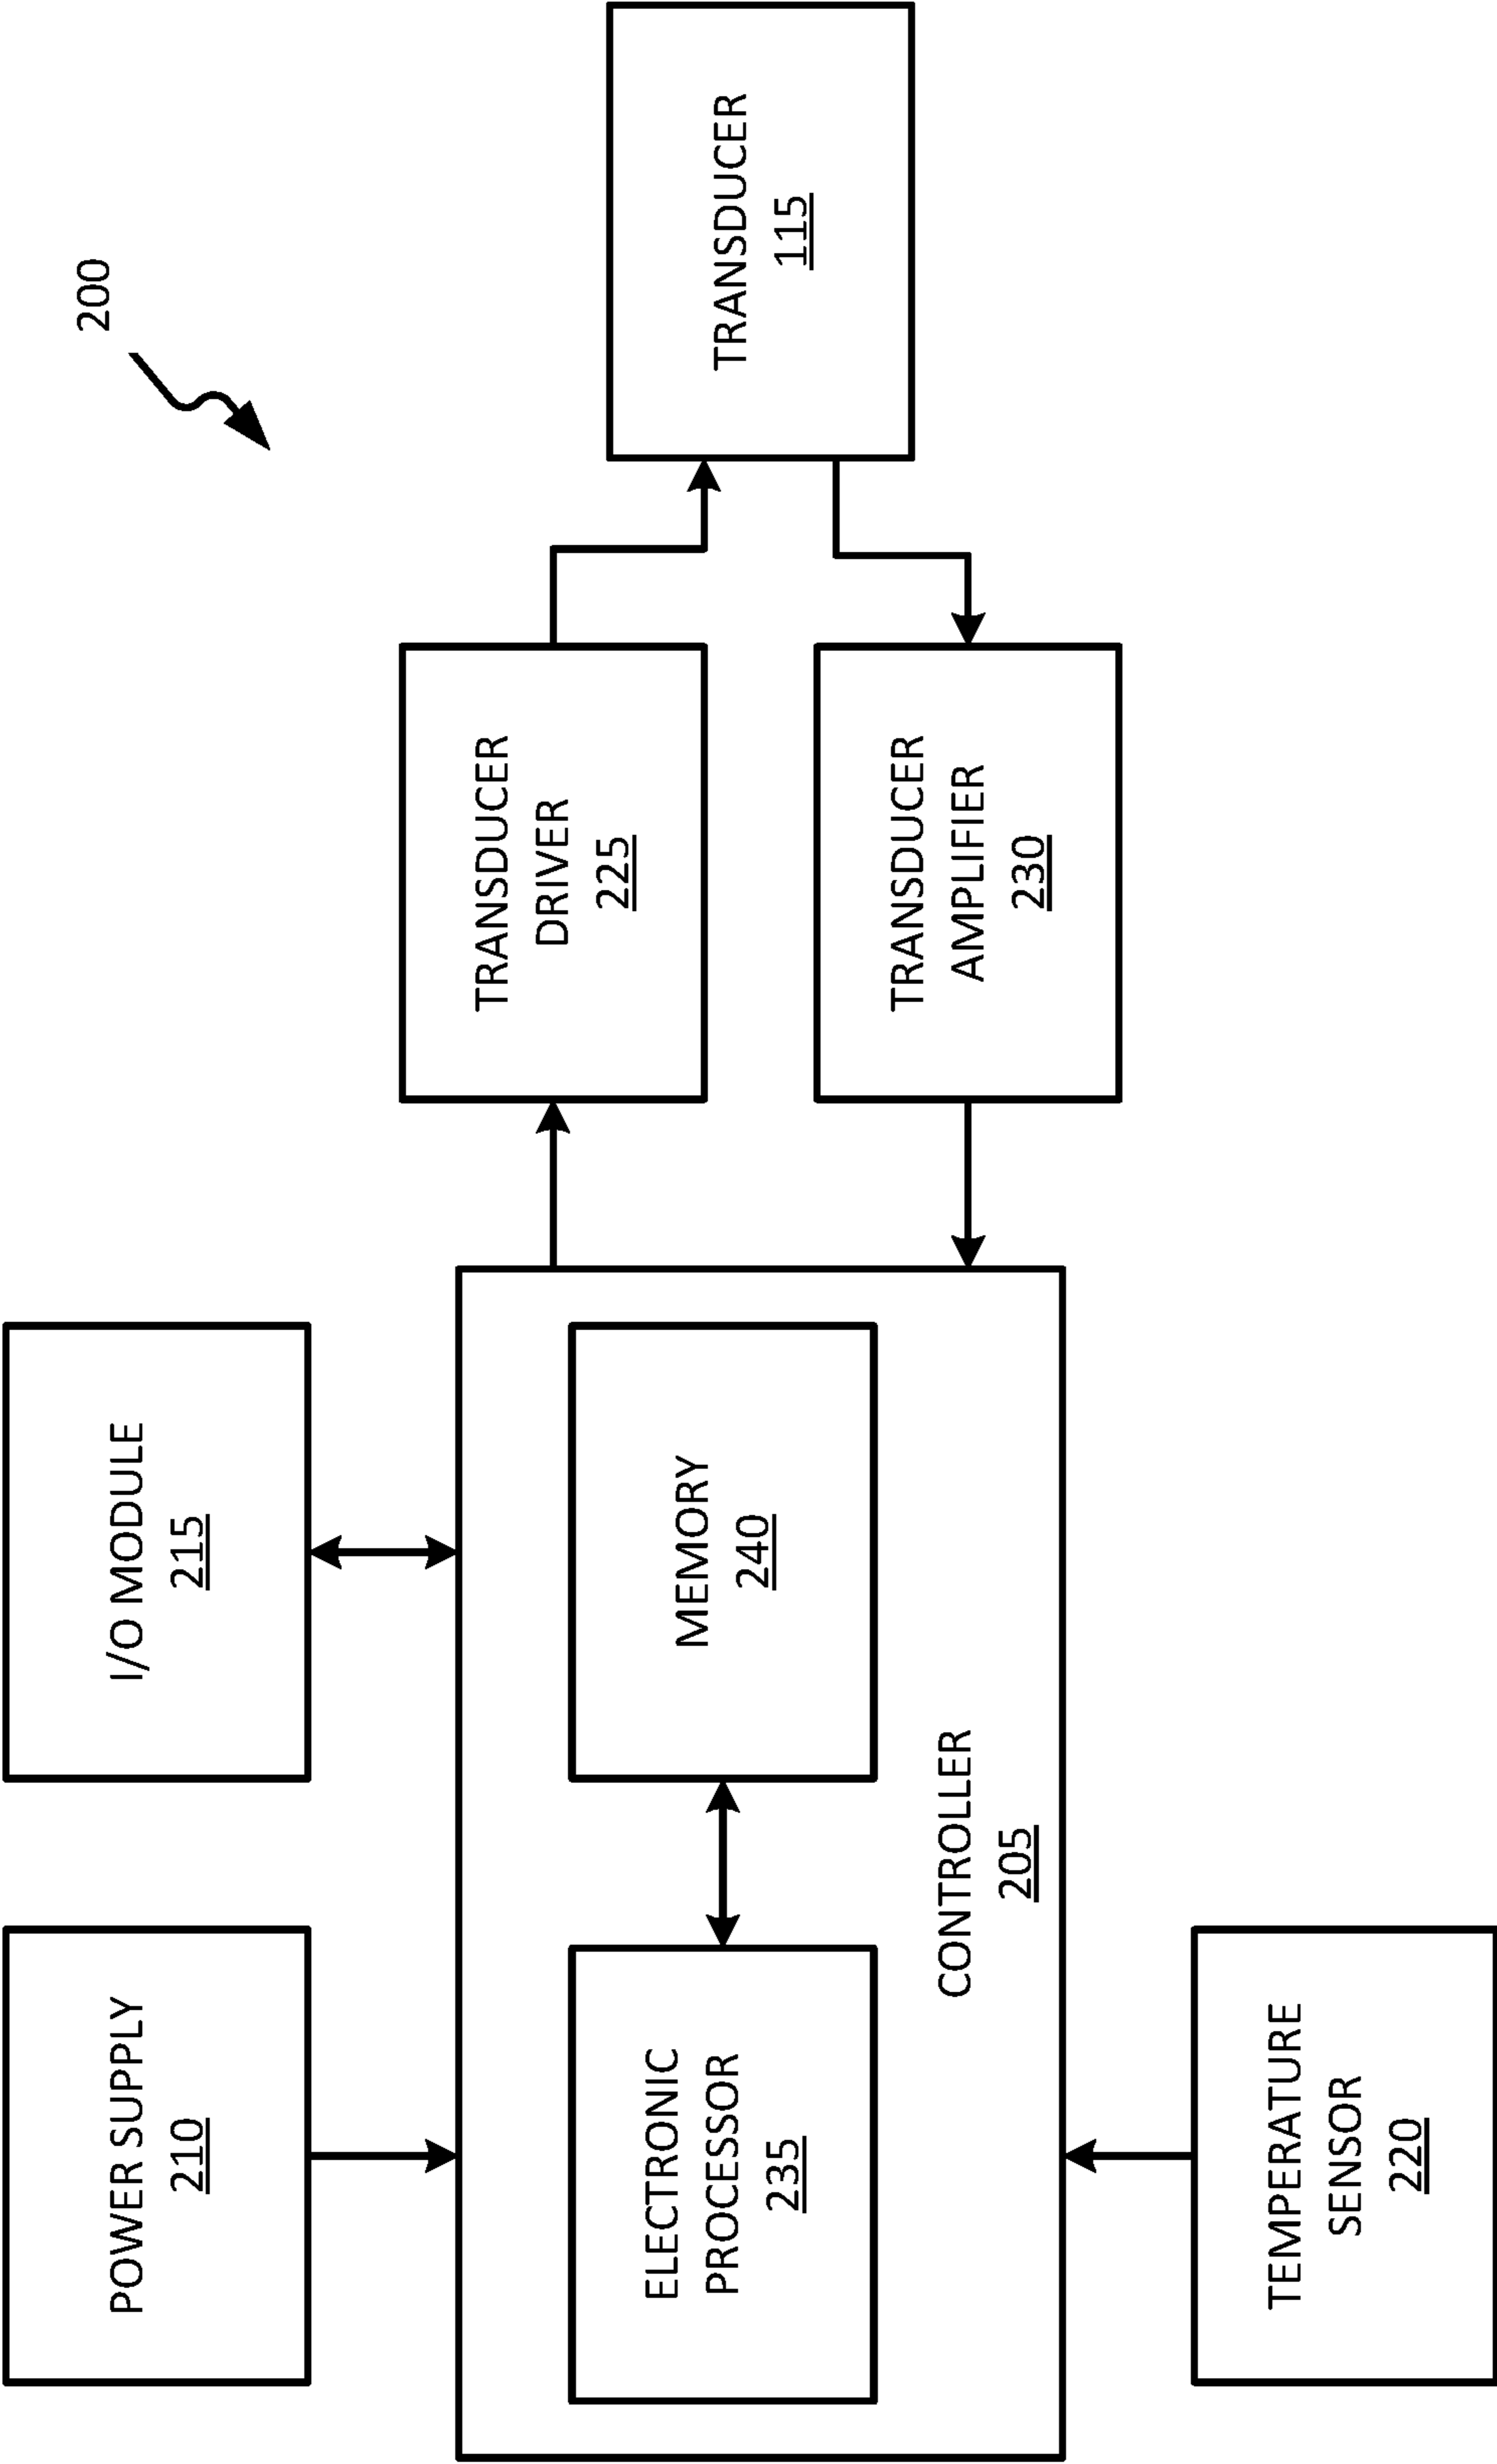 200
POWER SUPPLY
210
I/O MODULE
215
TRANSDUCER
DRIVER
225
TRANSDUCER
115
ELECTRONIC
PROCESSOR
235
MEMORY
240
TRANSDUCER
AMPLIFIER
230
CONTROLLER
205
TEMPERATURE
SENSOR
220